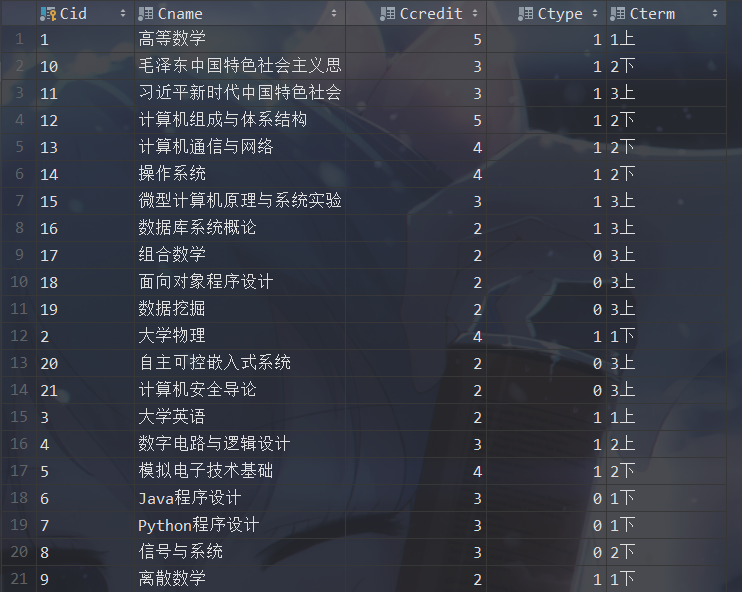 Cid Cname Ccredit Ctype Cterm
1 1 高等数学 5 1 1上
2 10 毛泽东中国特色社会主义思 3 1 2下
3 11 习近平新时代中国特色社会 3 1 3上
4 12 计算机组成与体系结构 5 1 2下
5 13 计算机通信与网络 4 1 2下
6 14 操作系统 4 1 2下
7 15 微型计算机原理与系统实验 3 1 3上
8 16 数据库系统概论 2 1 3上
9 17 组合数学 2 0 3上
10 18 面向对象程序设计 2 0 3上
11 19 数据挖掘 2 0 3上
12 2 大学物理 4 1 1下
13 20 自主可控嵌入式系统 2 0 3上
14 21 计算机安全导论 2 0 3上
15 3 大学英语 2 1 1上
16 4 数字电路与逻辑设计 3 1 2上
17 5 模拟电子技术基础 4 1 2下
18 6 Java程序设计 3 0 1下
19 7 Python程序设计 3 0 1下
20 8 信号与系统 3 0 2下
21 9 离散数学 2 1 1下